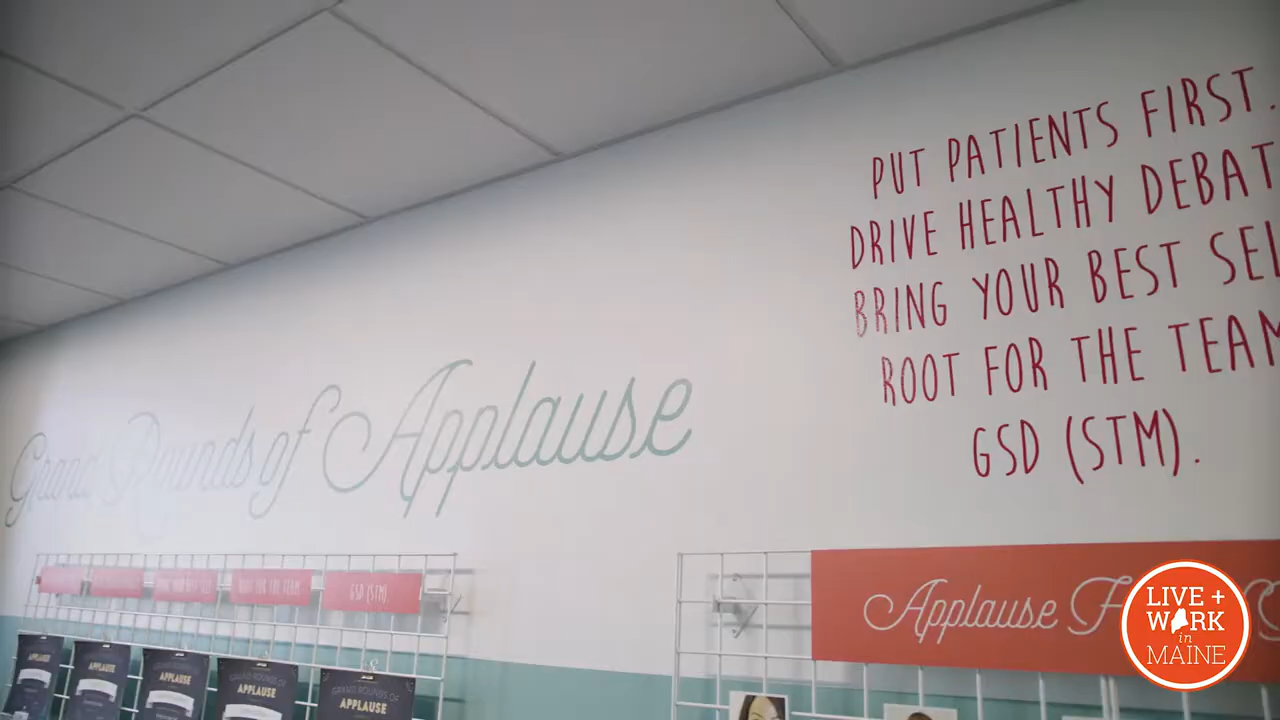 PUT PATIENTS FIRST.
DRIVE HEALTHY DEBAT
BRING YOUR BEST SEL
ROOT FOR THE TEAM
GSD (STM).
Grand Rounds of Applause
ROOT FOR THE TEAM
GSD (STM).
Applause
APPLAUSE
APPLAUSE
APPLAUSE
APPLAUSE
GRAND ROUNDS OF
APPLAUSE
LIVE +
WORK
in
MAINE